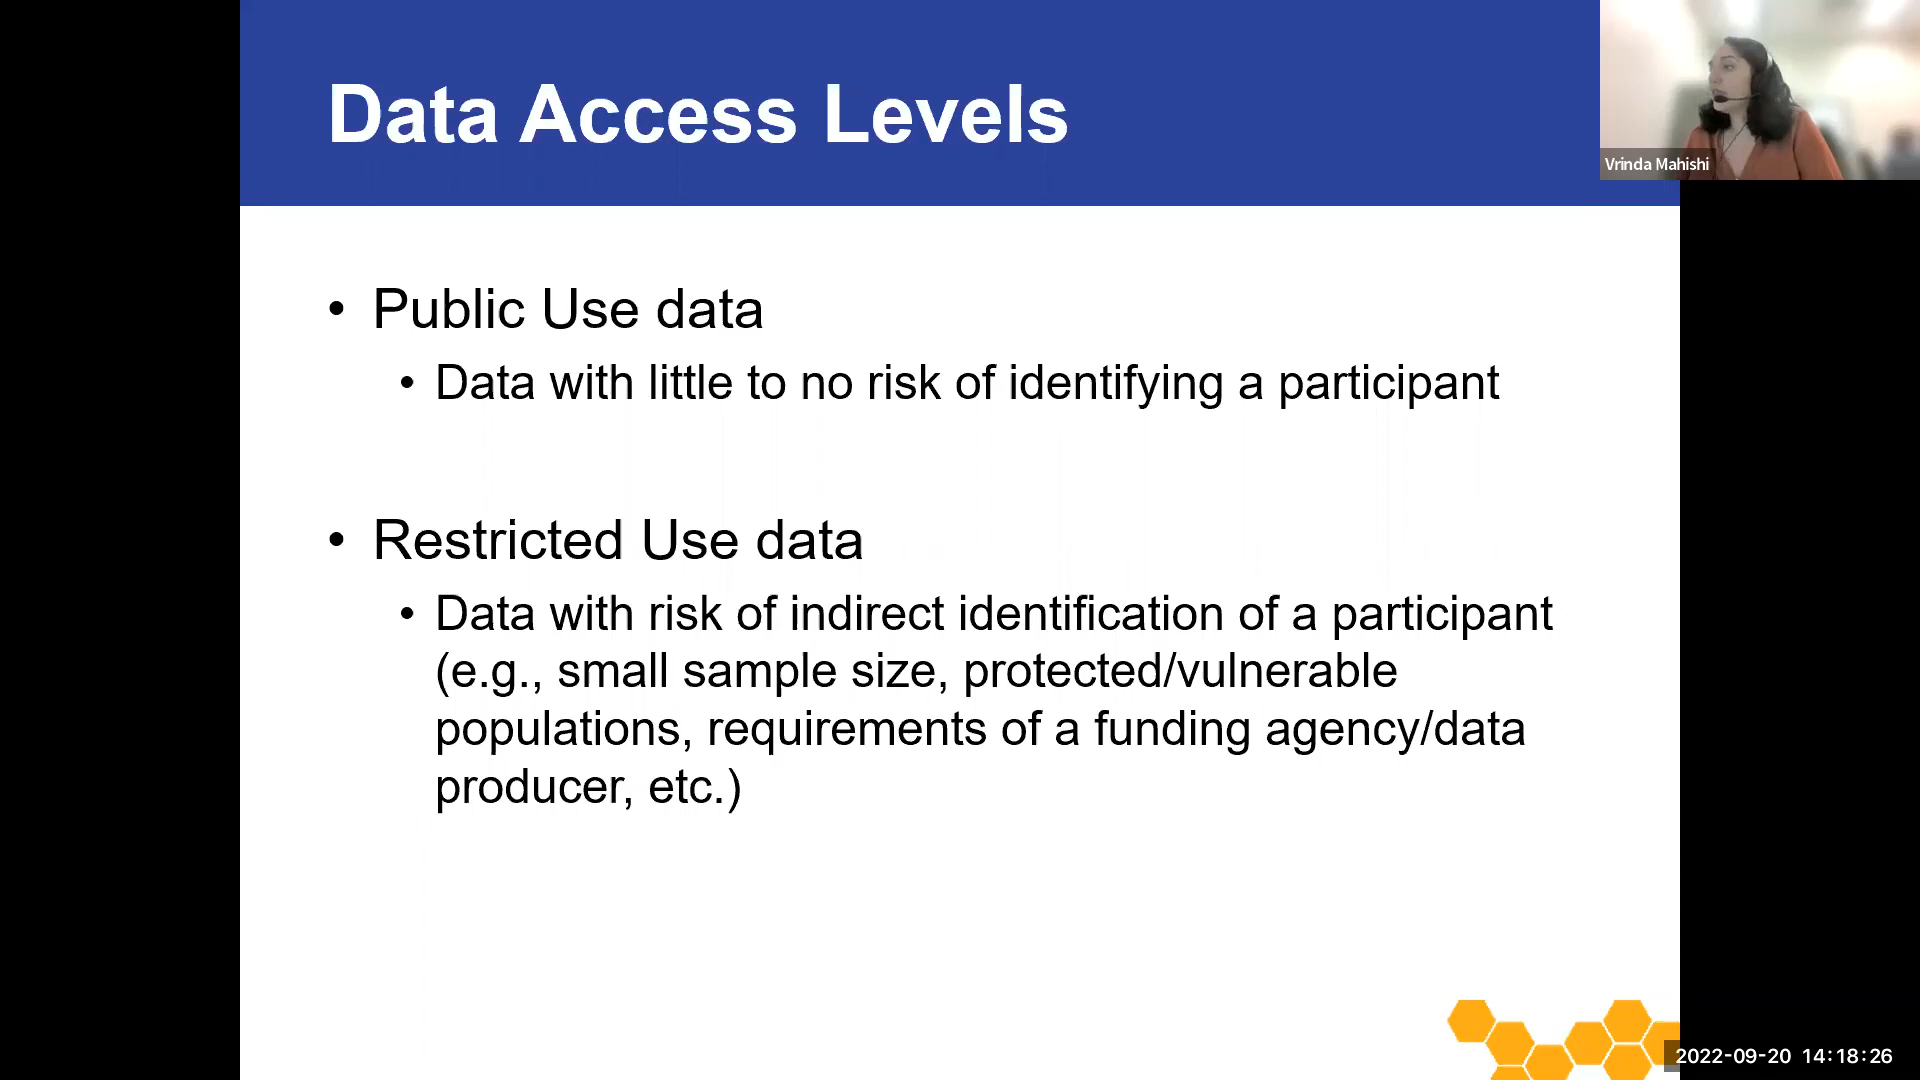 Data Access Levels
Vrinda Mahishi
• Public Use data
• Data with little to no risk of identifying a participant
• Restricted Use data
• Data with risk of indirect identification of a participant
(e.g., small sample size, protected/vulnerable
populations, requirements of a funding agency/data
producer, etc.)
2022-09-20 14:18:26